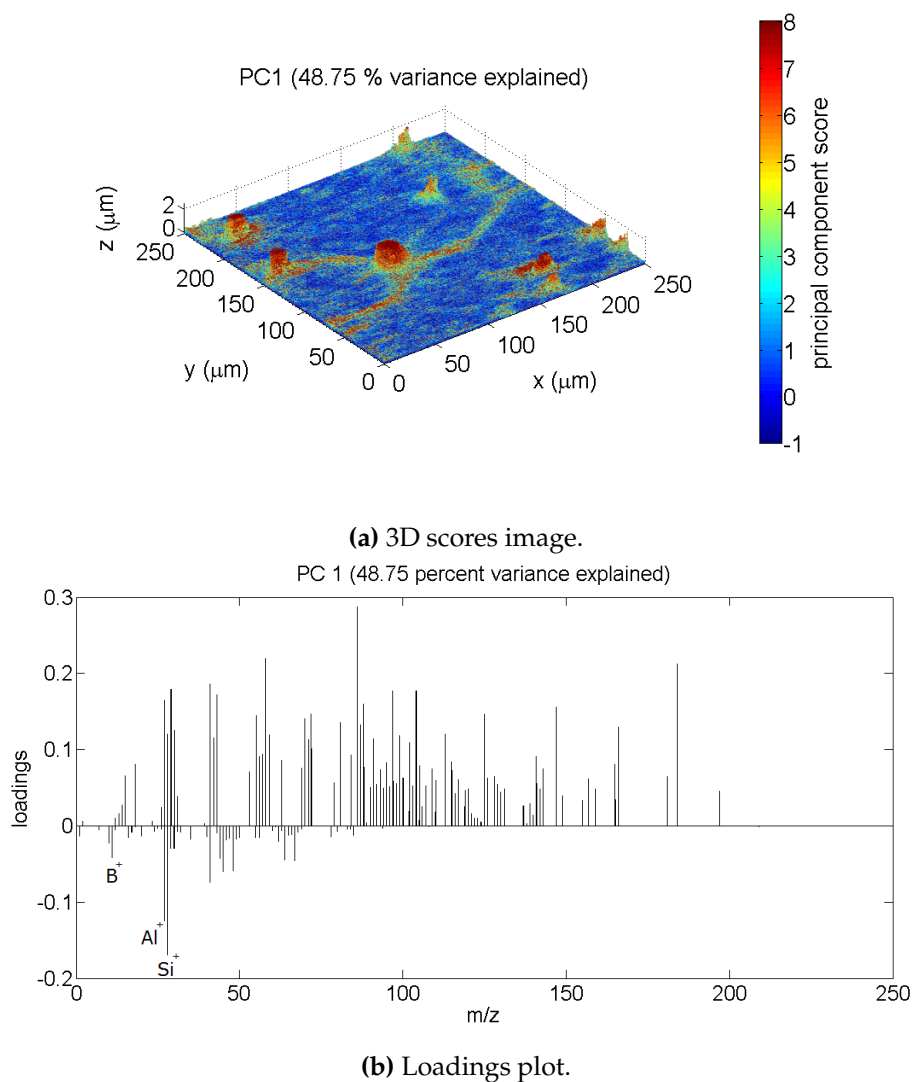 PC1 (48.75 % variance explained)
z (μm)
2
0
250
200
150
100
50
0
y (μm)
0
50
100
150
200
250
x (μm)
8
7
6
5
4
3
2
1
0
-1
principal component score
(a) 3D scores image.
PC 1 (48.75 percent variance explained)
0.3
0.2
0.1
0
-0.1
-0.2
loadings
B+
Al+
Si+
0 50 100 150 200 250
m/z
(b) Loadings plot.